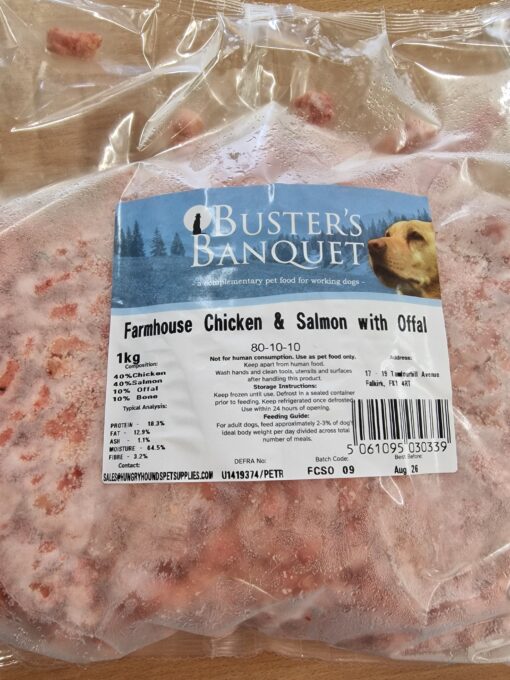 BUSTER'S
BANQUET
- a complementary pet food for working dogs -
Farmhouse Chicken & Salmon with Offal
1kg
80-10-10
Composition:
40%Chicken
40%Salmon
10% Offal
10% Bone
Typical Analysis:
PROTEIN - 18.3%
FAT - 12.9%
ASH - 1.1%
MOISTURE - 64.5%
FIBRE - 3.2%
Contact:
SALES@HUNGRYHOUNDSPETSUPPLIES.COM
Not for human consumption. Use as pet food only.
Keep apart from human food.
Wash hands and clean tools, utensils and surfaces
after handling this product.
Storage Instructions:
Keep frozen until use. Defrost in a sealed container
prior to feeding. Keep refrigerated once defrosted
Use within 24 hours of opening.
Feeding Guide:
For adult dogs, feed approximately 2-3% of dog'
ideal body weight per day divided across total
number of meals.
DEFRA No:
U1419374/PETR
Batch Code:
FCSO 09
Address:
17 - 19 Avenue
Falkirk, FK1 4RT
5 061095 030339
Best Before:
Aug 26